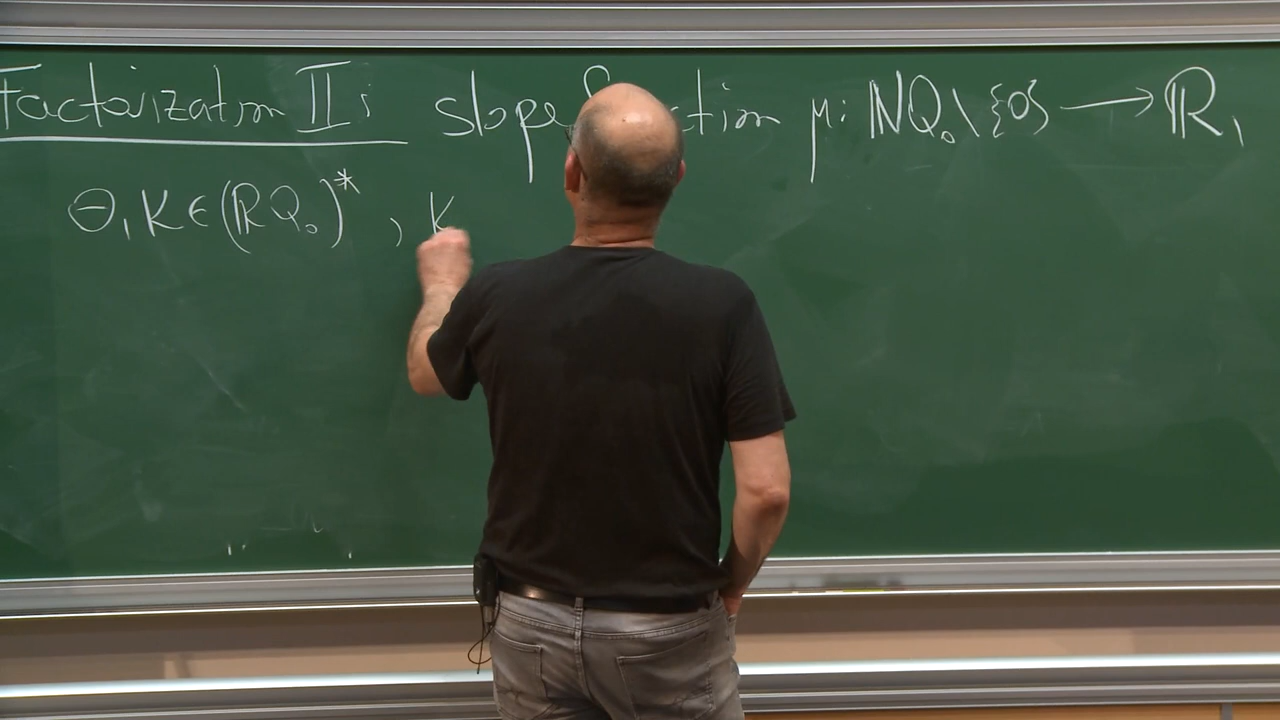 Factorization II: slope function μ: ℕQ₀\{0} → ℝ,
Θ, K ∈ (ℝQ₀)* , K